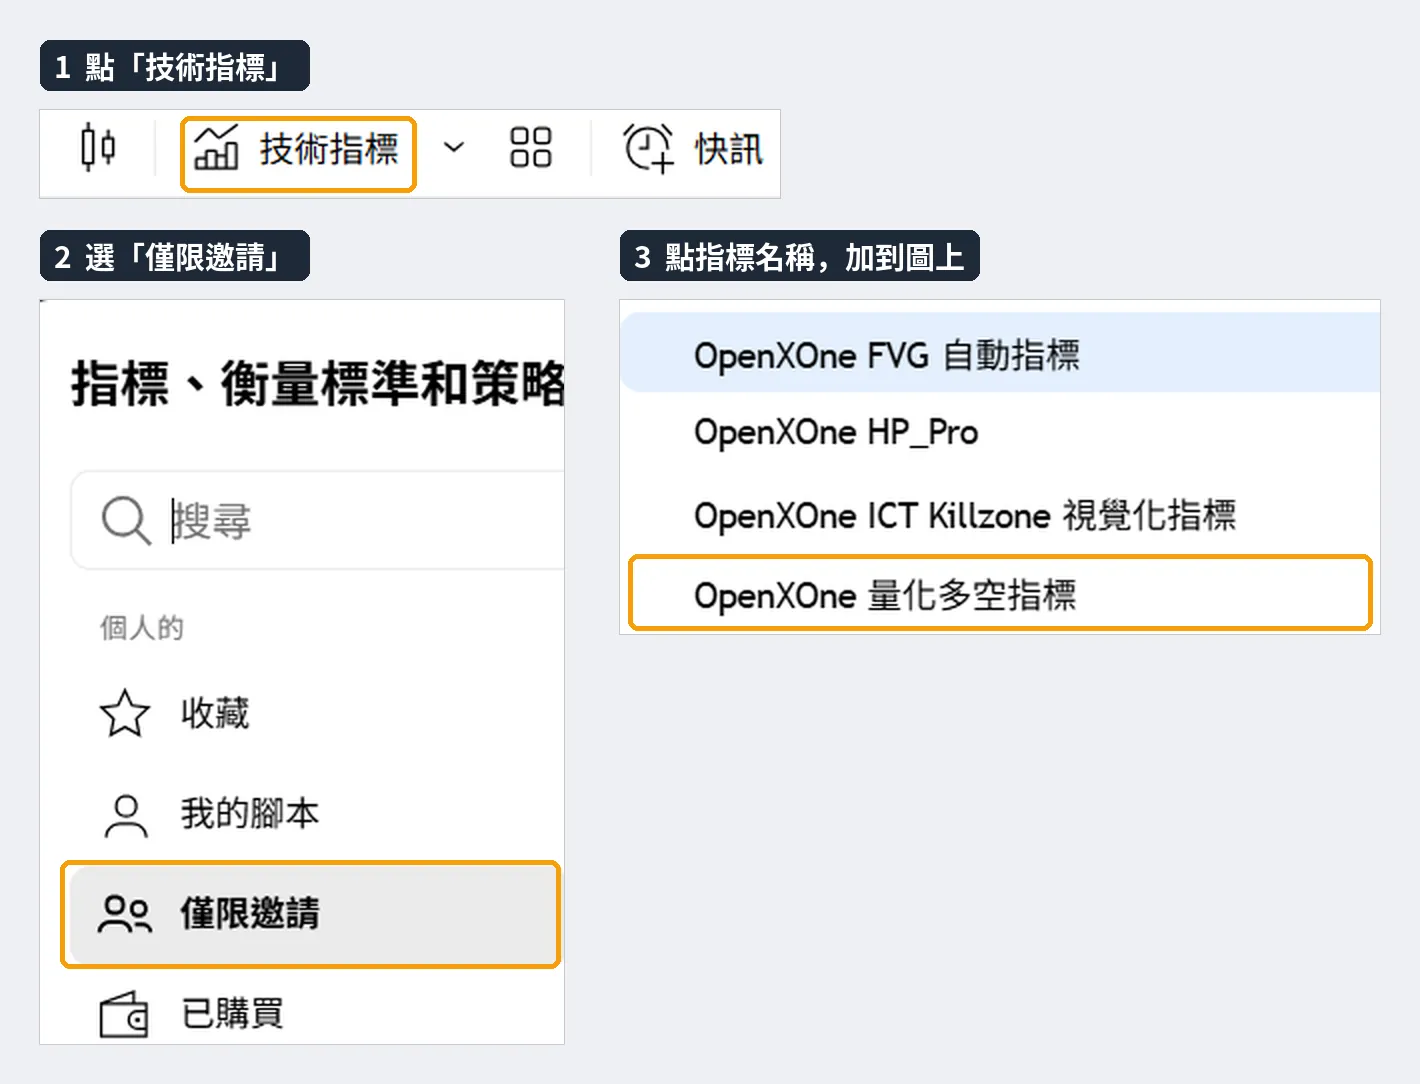 1 點「技術指標」
技術指標 快訊
2 選「僅限邀請」
指標、衡量標準和策略
搜尋
個人的
收藏
我的腳本
僅限邀請
已購買
3 點指標名稱，加到圖上
OpenXOne FVG 自動指標
OpenXOne HP_Pro
OpenXOne ICT Killzone 視覺化指標
OpenXOne 量化多空指標